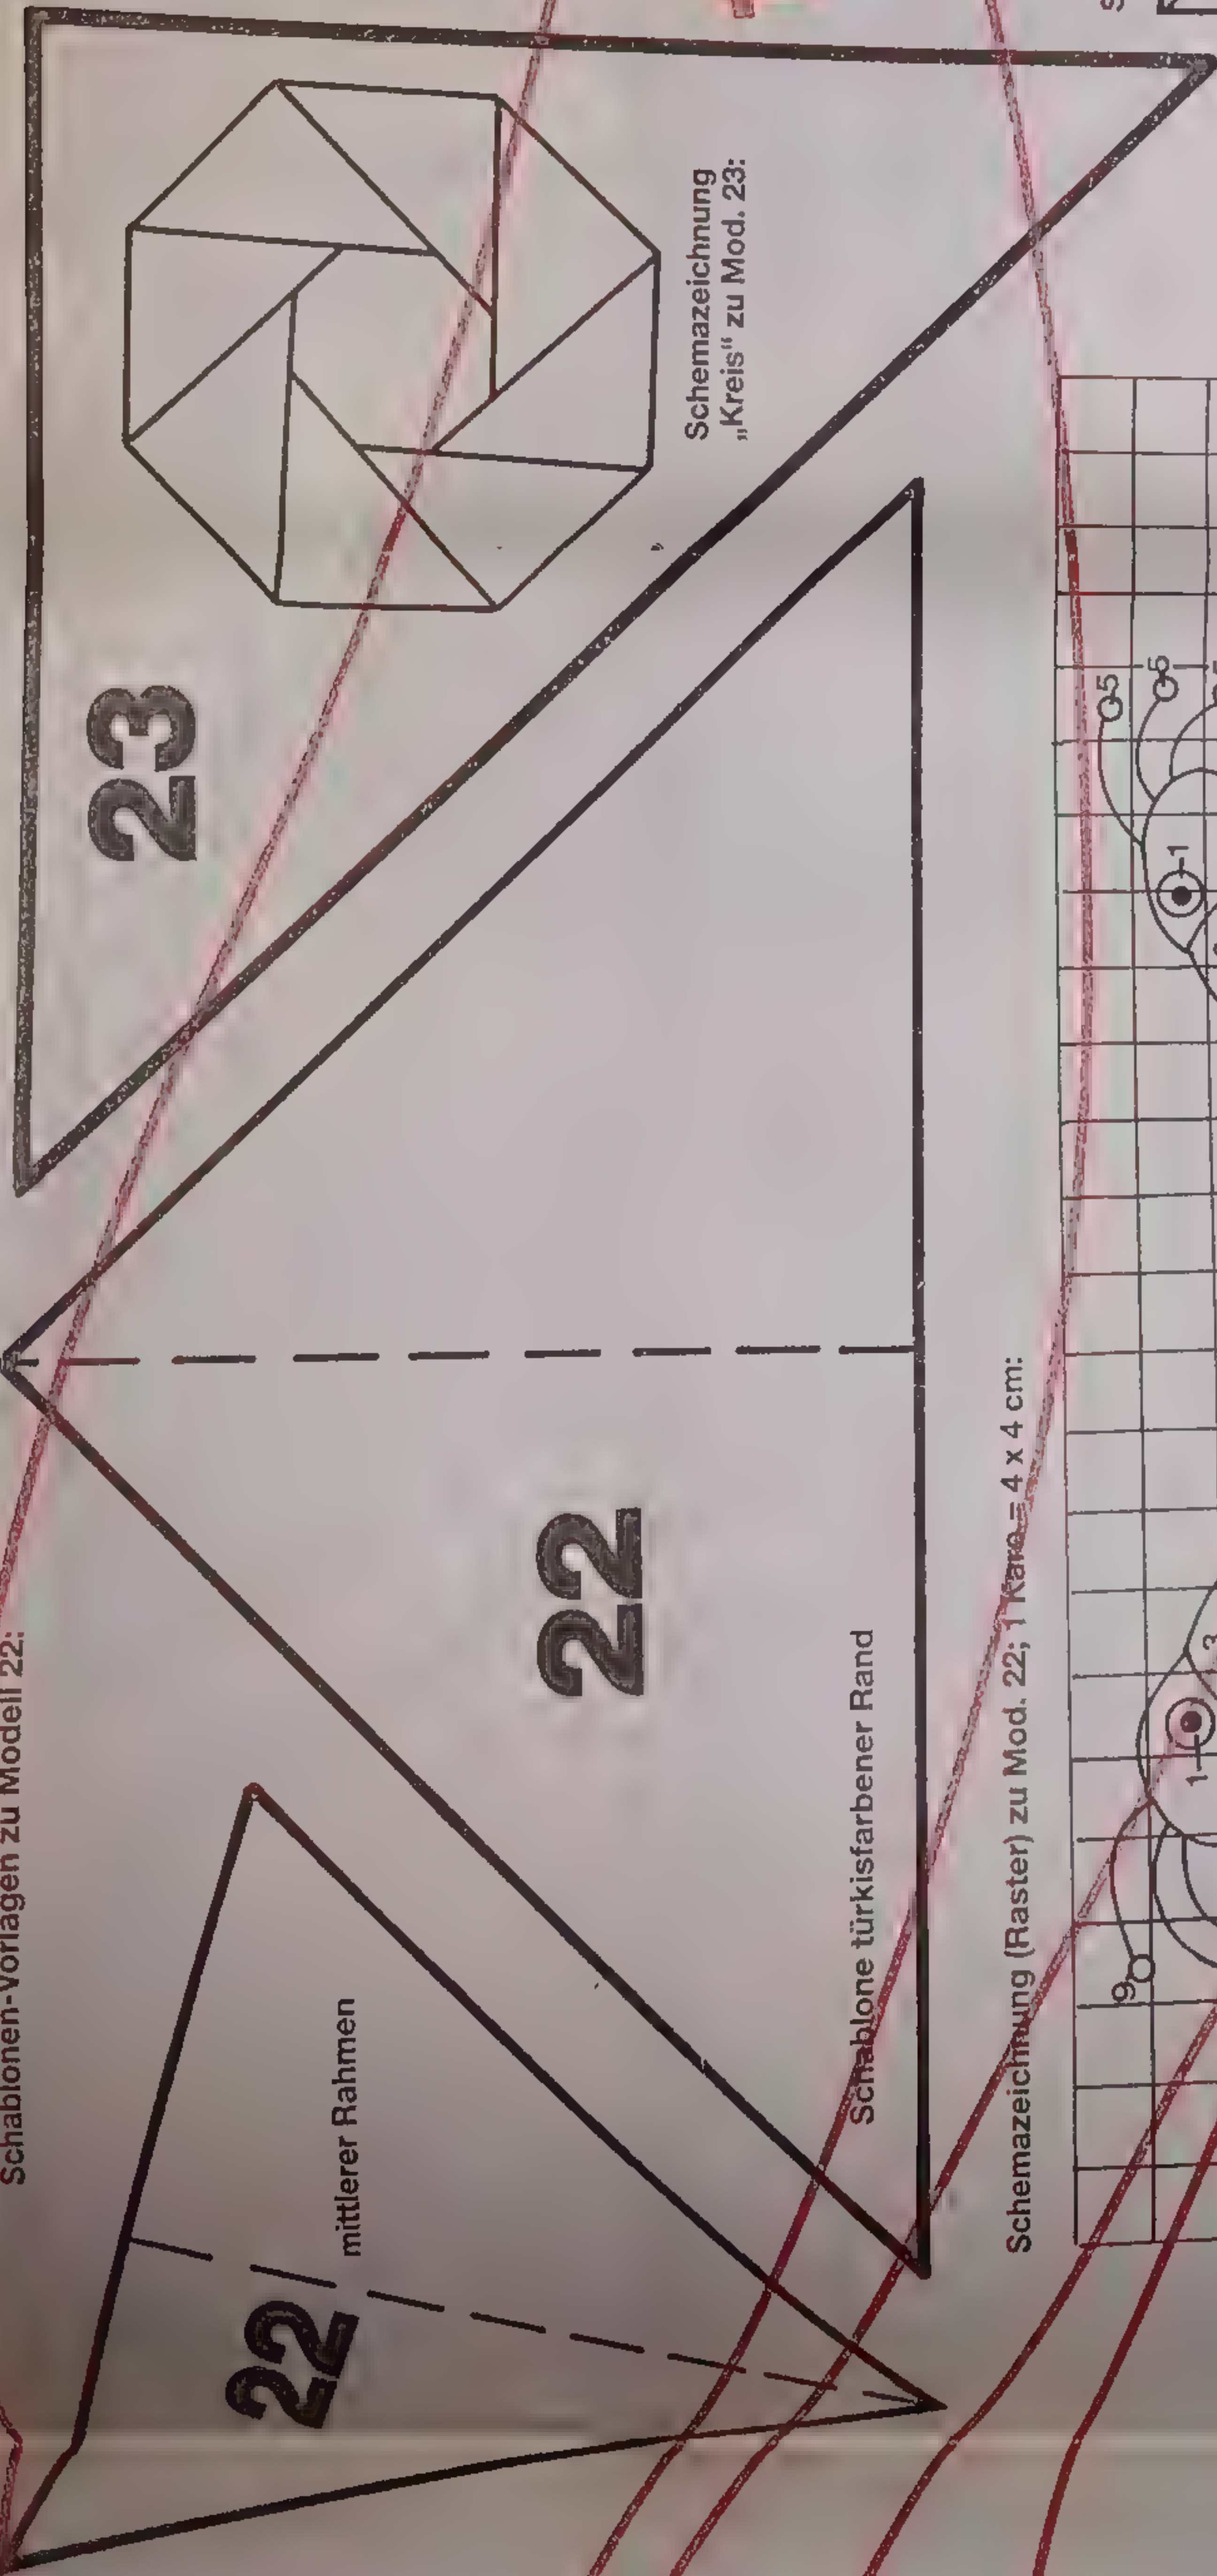 Schablonen-Vorlagen zu Modell 22:
22
mittlerer Rahmen
22
Schablone türkisfarbener Rand
23
Schemazeichnung
„Kreis“ zu Mod. 23:
Schemazeichnung (Raster) zu Mod. 22; 1 Karo = 4 x 4 cm:
9
1
3
1
5
6
S